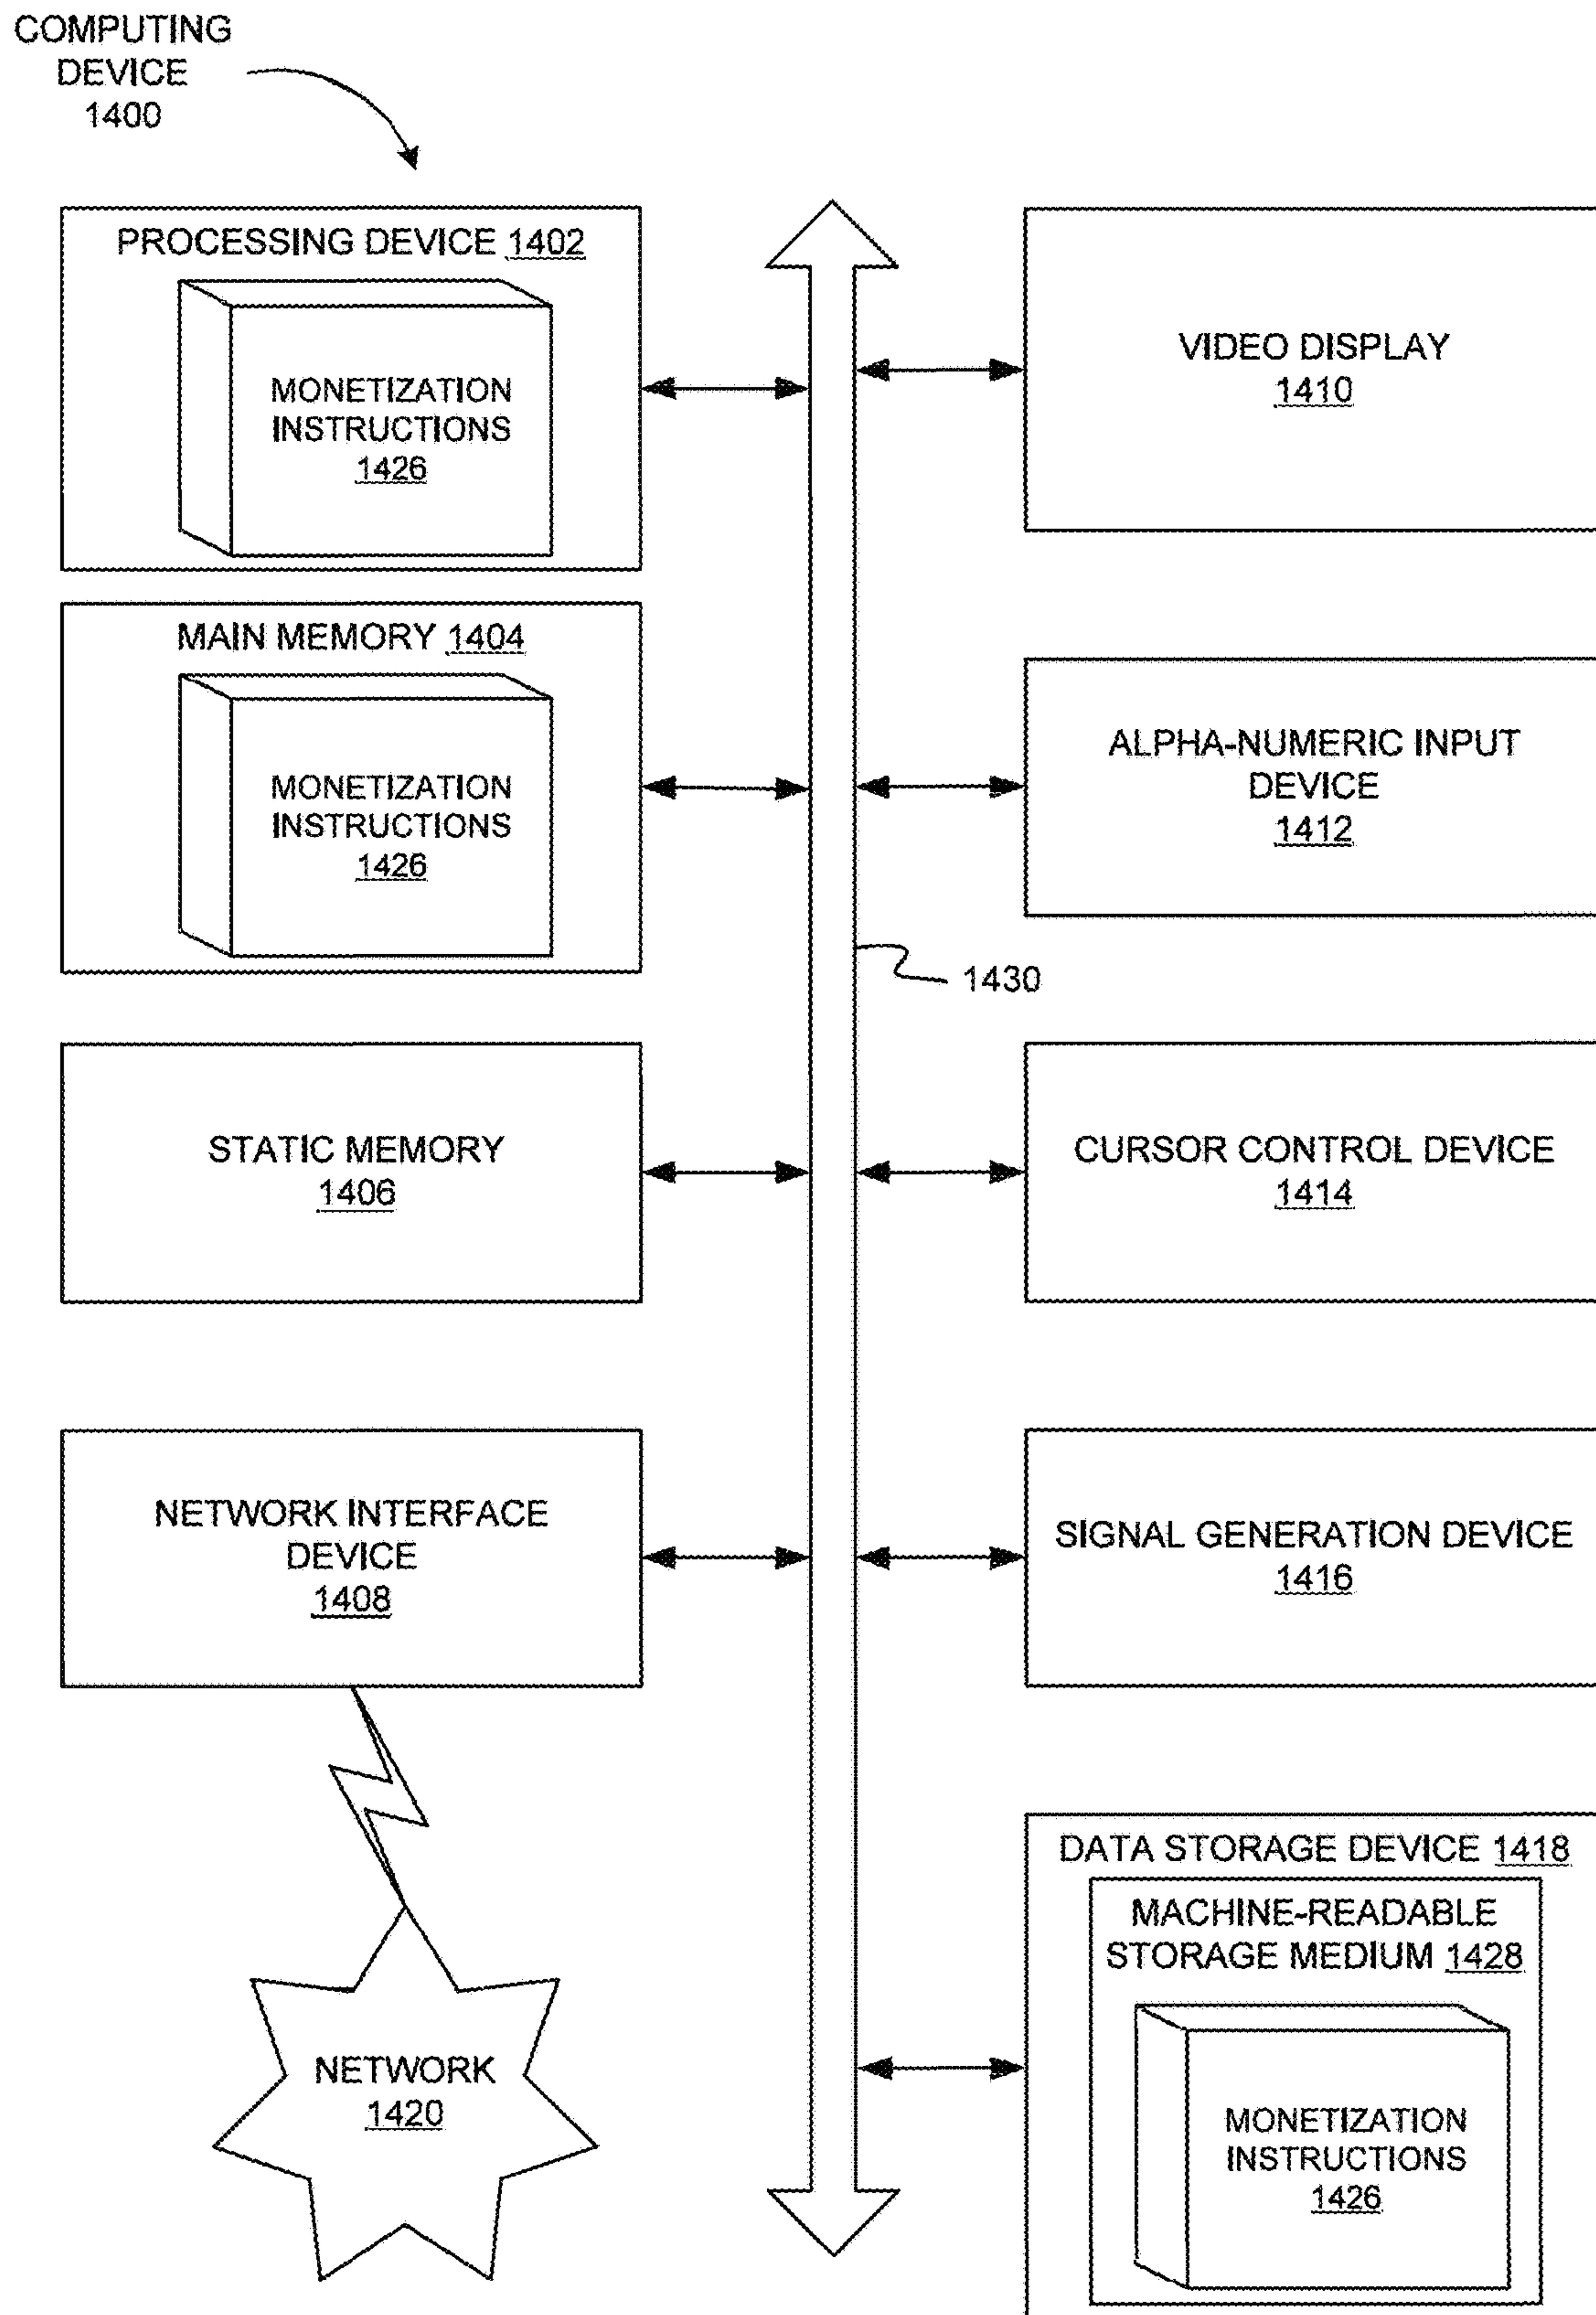 COMPUTING
DEVICE
1400
PROCESSING DEVICE 1402
MONETIZATION
INSTRUCTIONS
1426
MAIN MEMORY 1404
MONETIZATION
INSTRUCTIONS
1426
STATIC MEMORY
1406
NETWORK INTERFACE
DEVICE
1408
NETWORK
1420
1430
VIDEO DISPLAY
1410
ALPHA-NUMERIC INPUT
DEVICE
1412
CURSOR CONTROL DEVICE
1414
SIGNAL GENERATION DEVICE
1416
DATA STORAGE DEVICE 1418
MACHINE-READABLE
STORAGE MEDIUM 1428
MONETIZATION
INSTRUCTIONS
1426